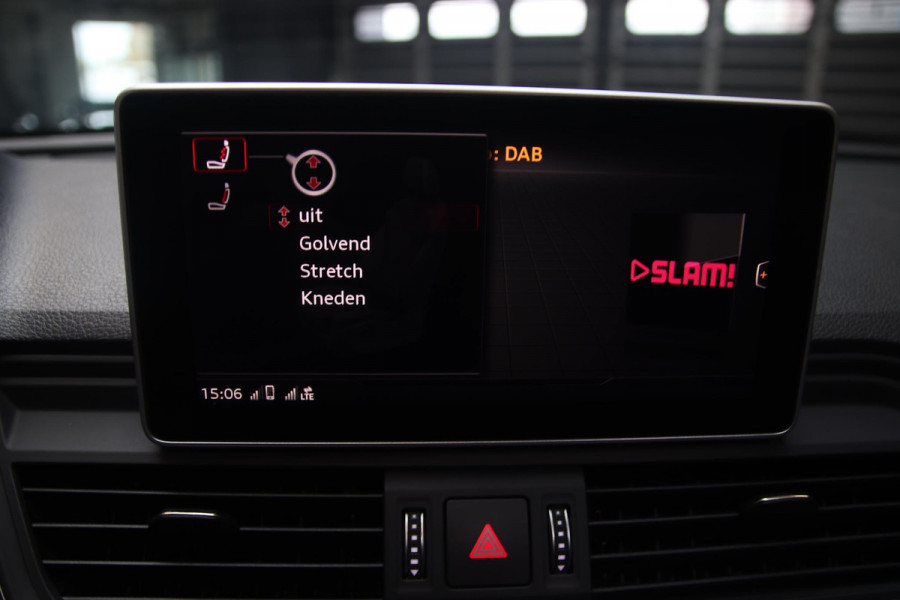 : DAB
uit
Golvend
Stretch
Kneden
SLAM!
15:06 LTE